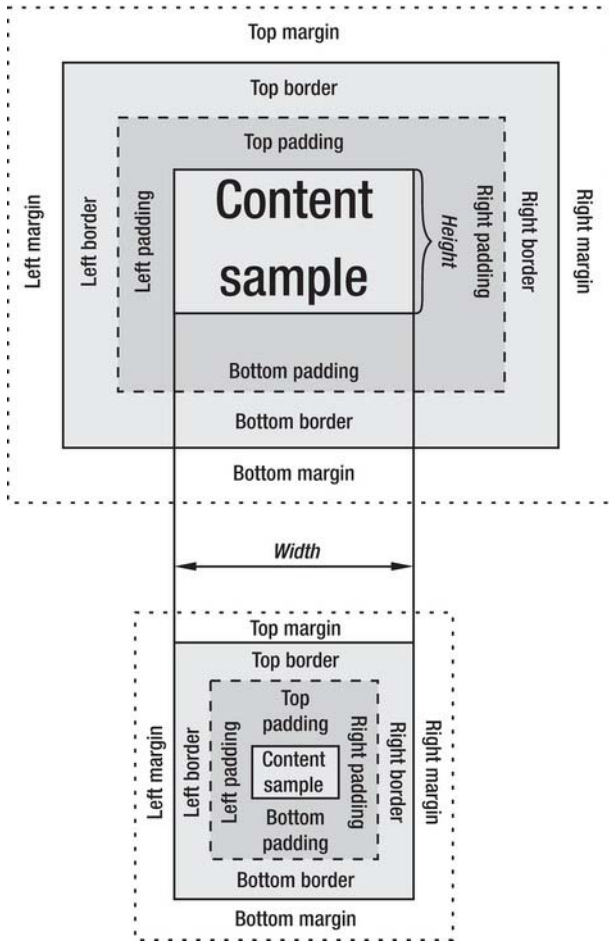 Top margin
Top border
Top padding
Left margin
Left border
Left padding
Content
sample
Height
Right padding
Right border
Right margin
Bottom padding
Bottom border
Bottom margin
Width
Top margin
Top border
Top
padding
Left margin
Left border
Left padding
Content
sample
Right padding
Right border
Right margin
Bottom
padding
Bottom border
Bottom margin